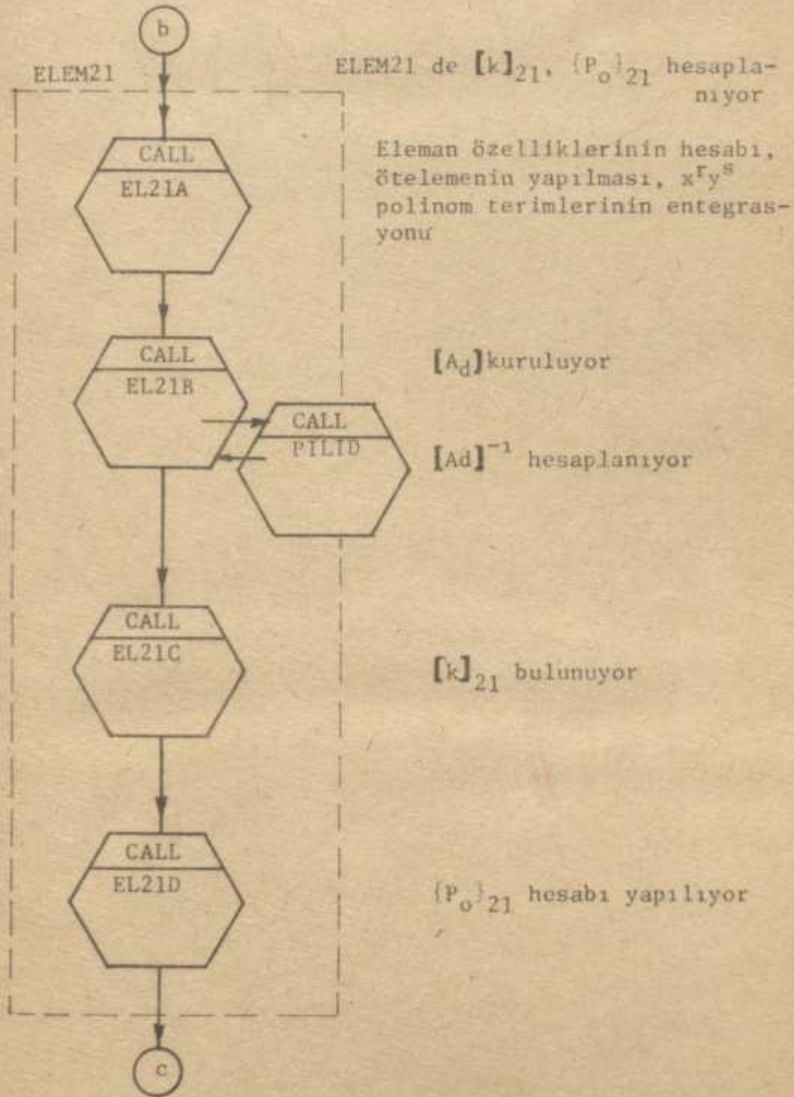 b
ELEM21
ELEM21 de [k]21, {Po}21 hesapla-
nıyor
CALL
EL21A
Eleman özelliklerinin hesabı,
ötelemenin yapılması, x^r y^s
polinom terimlerinin entegras-
yonu
CALL
EL21B
[Ad] kuruluyor
CALL
PILID
[Ad]^-1 hesaplanıyor
CALL
EL21C
[k]21 bulunuyor
CALL
EL21D
{Po}21 hesabı yapılıyor
c